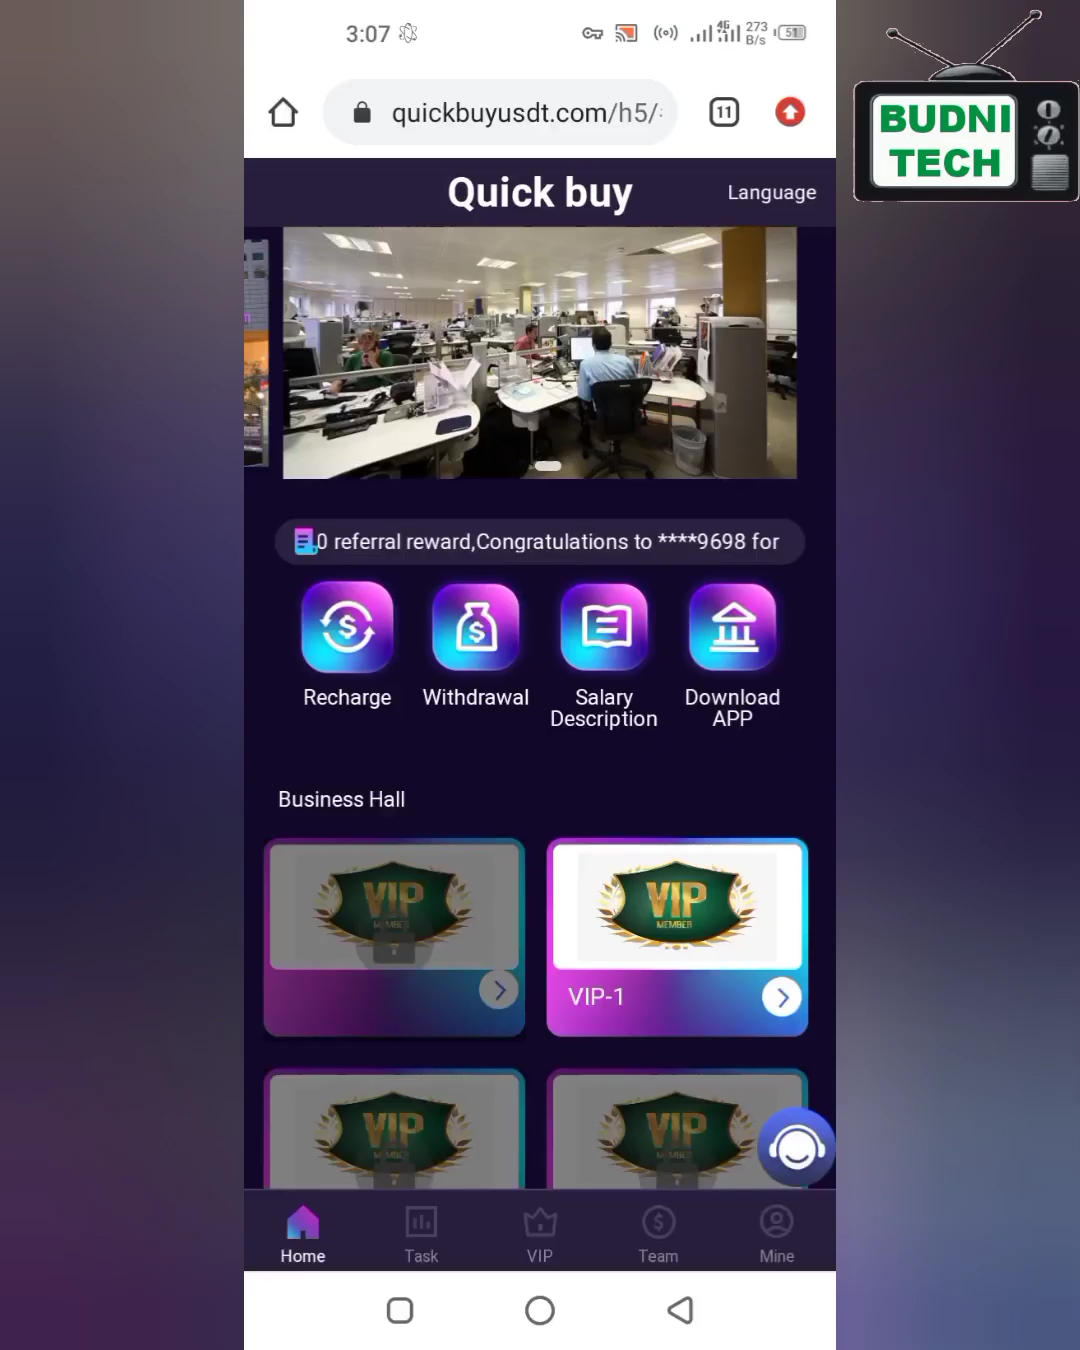 3:07
4G
273
B/s
51
quickbuyusdt.com/h5/
11
BUDNI
TECH
Quick buy
Language
0 referral reward,Congratulations to ****9698 for
Recharge
Withdrawal
Salary
Description
Download
APP
Business Hall
VIP
MEMBER
VIP
MEMBER
VIP-1
VIP
MEMBER
VIP
MEMBER
Home
Task
VIP
Team
Mine